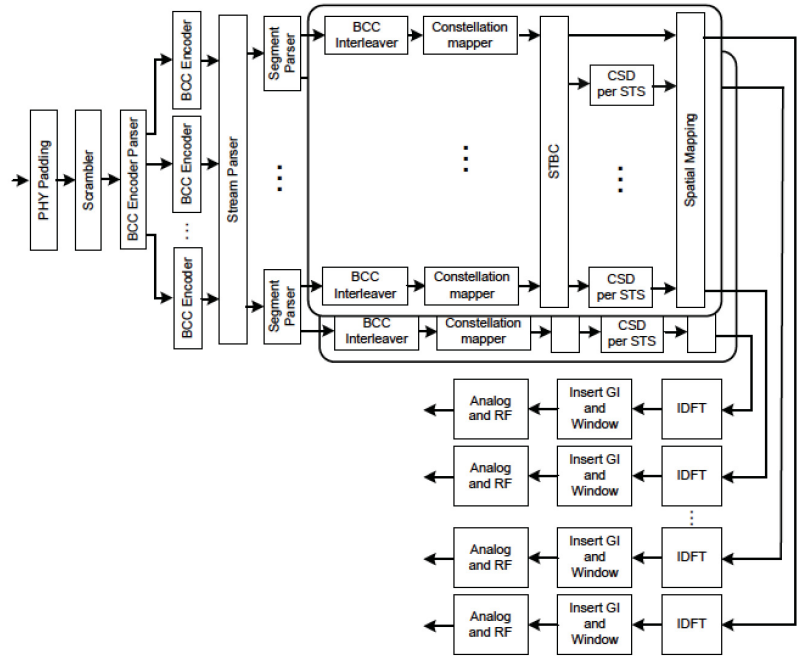 PHY Padding
Scrambler
BCC Encoder Parser
BCC Encoder
BCC Encoder
...
BCC Encoder
Stream Parser
Segment
Parser
...
Segment
Parser
BCC
Interleaver
Constellation
mapper
...
BCC
Interleaver
Constellation
mapper
STBC
CSD
per STS
...
CSD
per STS
Spatial Mapping
BCC
Interleaver
Constellation
mapper
CSD
per STS
Analog
and RF
Insert GI
and
Window
IDFT
Analog
and RF
Insert GI
and
Window
IDFT
...
Analog
and RF
Insert GI
and
Window
IDFT
Analog
and RF
Insert GI
and
Window
IDFT